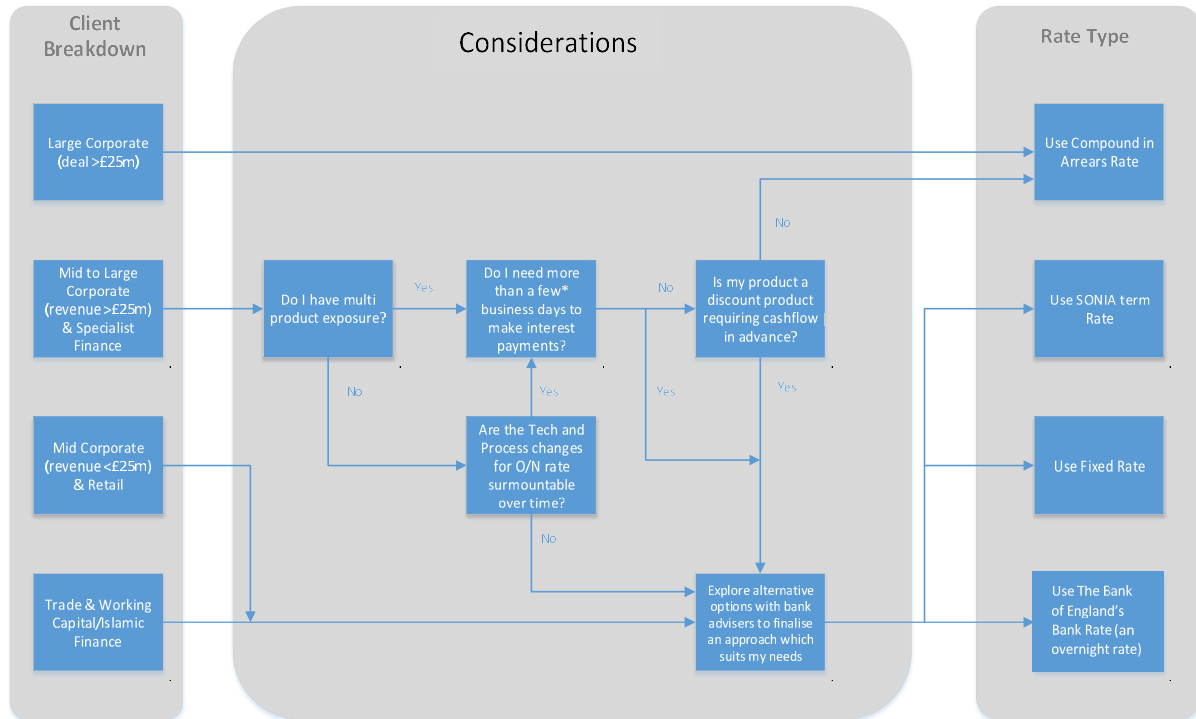 Client
Breakdown
Considerations
Rate Type
Large Corporate
(deal >£25m)
Use Compound in
Arrears Rate
No
Mid to Large
Corporate
(revenue >£25m)
& Specialist
Finance
Do I have multi
product exposure?
Yes
Do I need more
than a few*
business days to
make interest
payments?
No
Is my product a
discount product
requiring cashflow
in advance?
Use SONIA term
Rate
No
Yes
Yes
Yes
Mid Corporate
(revenue <£25m)
& Retail
Are the Tech and
Process changes
for O/N rate
surmountable
over time?
Use Fixed Rate
No
Trade & Working
Capital/Islamic
Finance
Explore alternative
options with bank
advisers to finalise
an approach which
suits my needs
Use The Bank
of England's
Bank Rate (an
overnight rate)